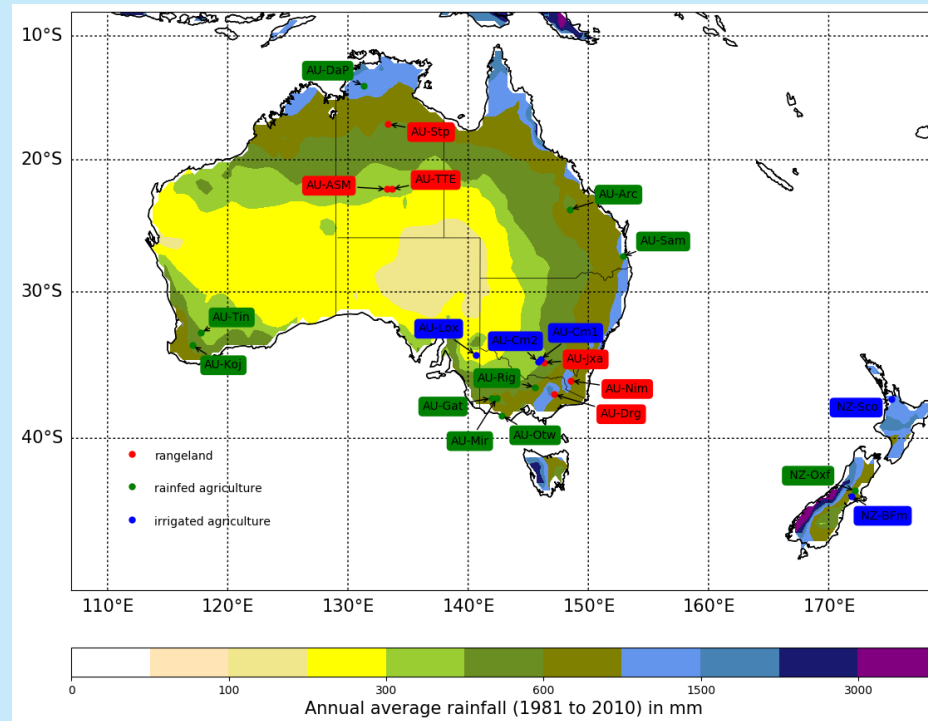 10°S
AU-DaP
AU-Stp
20°S
AU-ASM
AU-TTE
AU-Arc
AU-Sam
30°S
AU-Tin
AU-Lox
AU-Cm2
AU-Cm1
AU-Koj
AU-Jxa
AU-Rig
AU-Nim
AU-Gat
AU-Drg
NZ-Sco
40°S
AU-Mir
AU-Otw
rangeland
NZ-Oxf
rainfed agriculture
NZ-BFm
irrigated agriculture
110°E 120°E 130°E 140°E 150°E 160°E 170°E
0 100 300 600 1500 3000
Annual average rainfall (1981 to 2010) in mm